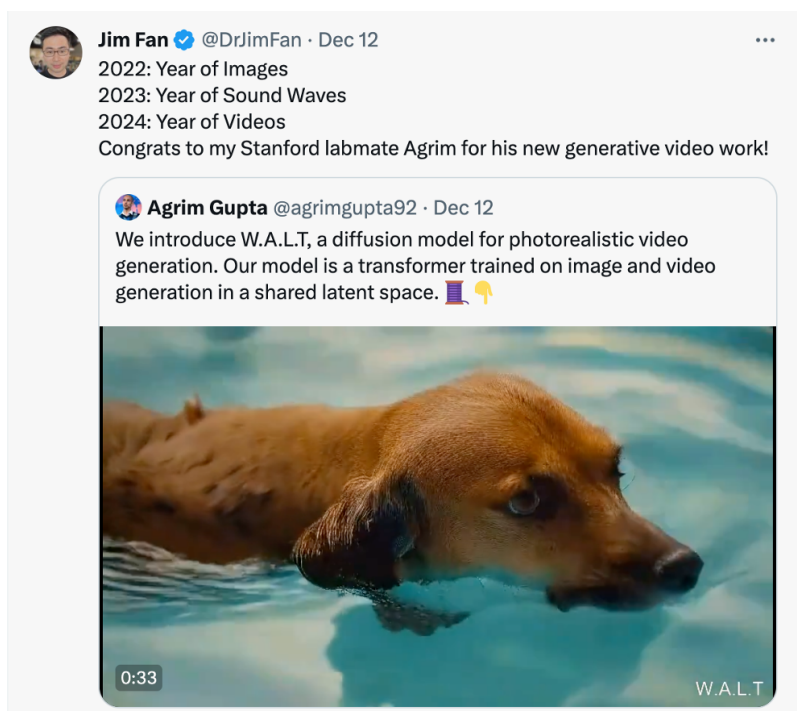 Jim Fan @DrJimFan · Dec 12
2022: Year of Images
2023: Year of Sound Waves
2024: Year of Videos
Congrats to my Stanford labmate Agrim for his new generative video work!
Agrim Gupta @agrimgupta92 · Dec 12
We introduce W.A.L.T, a diffusion model for photorealistic video
generation. Our model is a transformer trained on image and video
generation in a shared latent space. 🧵👇
0:33
W.A.L.T